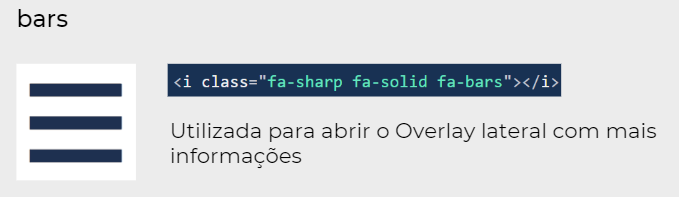 bars
<i class="fa-sharp fa-solid fa-bars"></i>
Utilizada para abrir o Overlay lateral com mais
informações